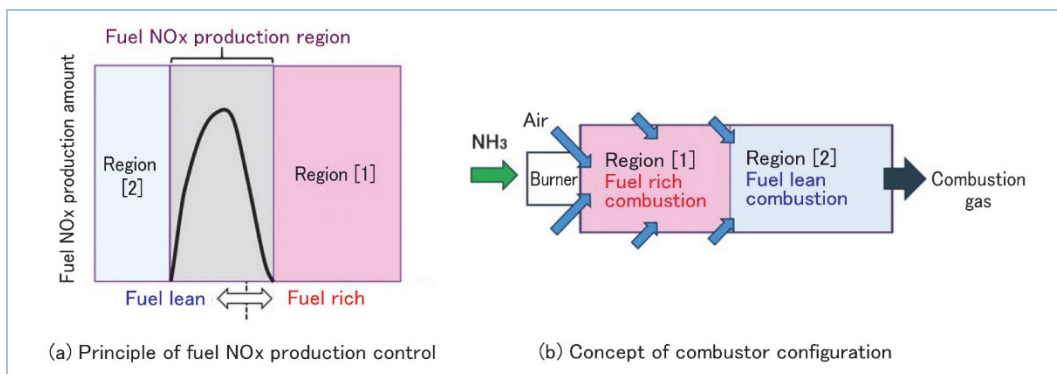 Fuel NOx production region
Fuel NOx production amount
Region
[2]
Region [1]
Fuel lean
Fuel rich
(a) Principle of fuel NOx production control
Air
NH3
Burner
Region [1]
Fuel rich
combustion
Region [2]
Fuel lean
combustion
Combustion
gas
(b) Concept of combustor configuration